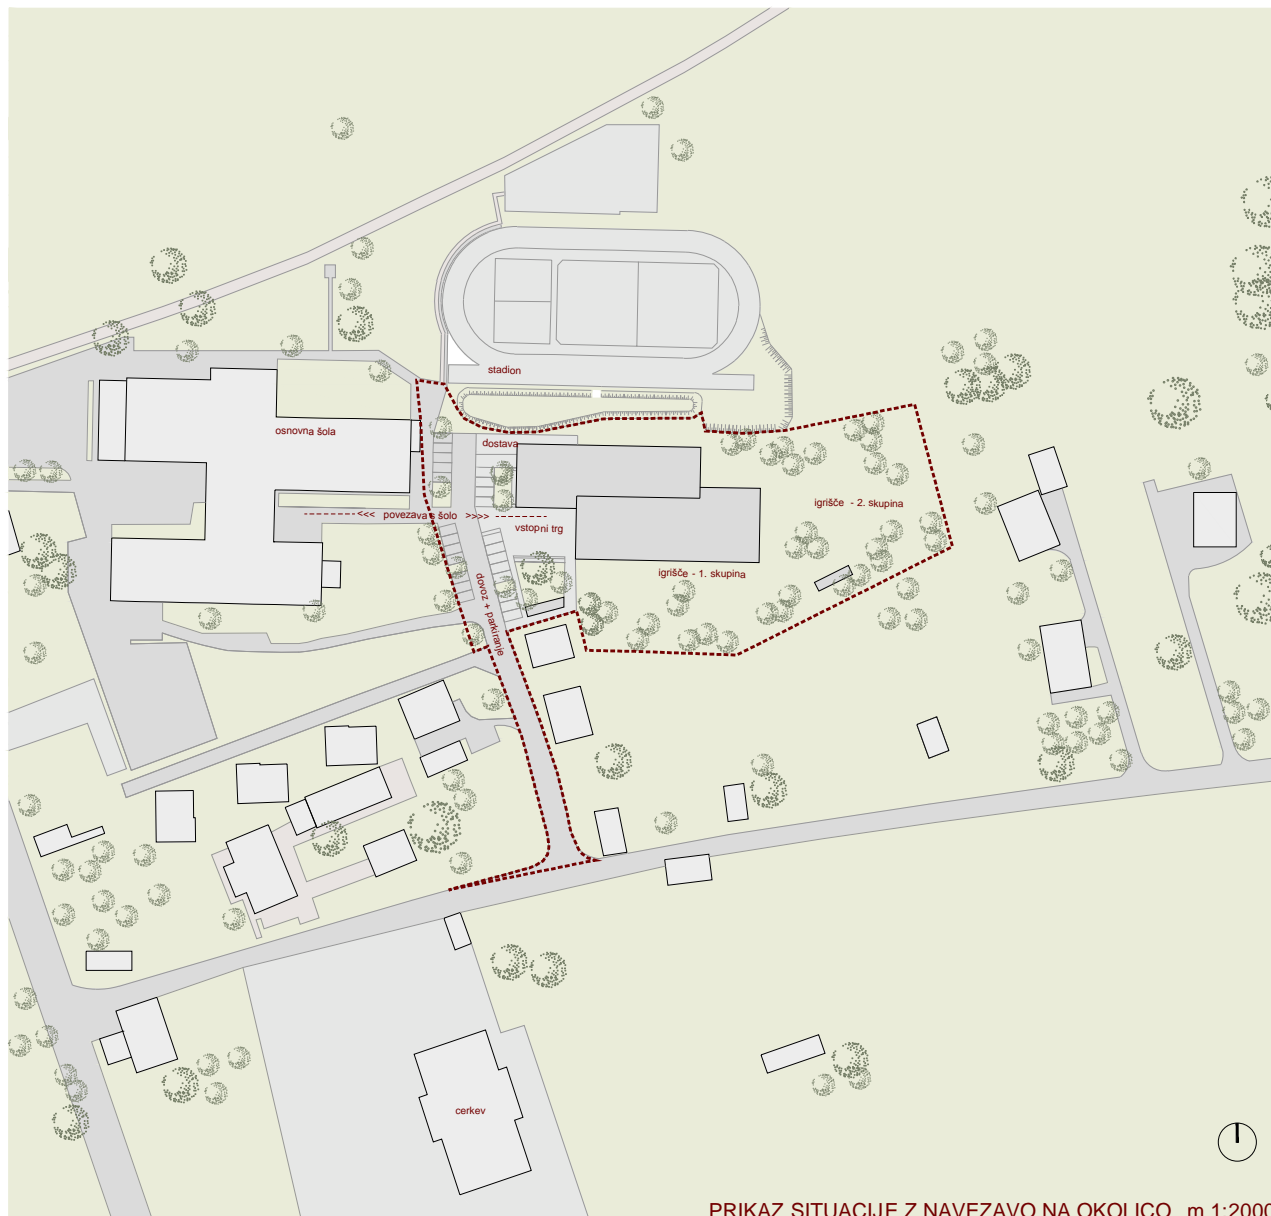 stadion
osnovna šola
dostava
igrišče - 2. skupina
<<< povezava s šolo >>>
vstopni trg
igrišče - 1. skupina
dovoz + parkiranje
cerkev
PRIKAZ SITUACIJE Z NAVEZAVO NA OKOLICO m 1:2000